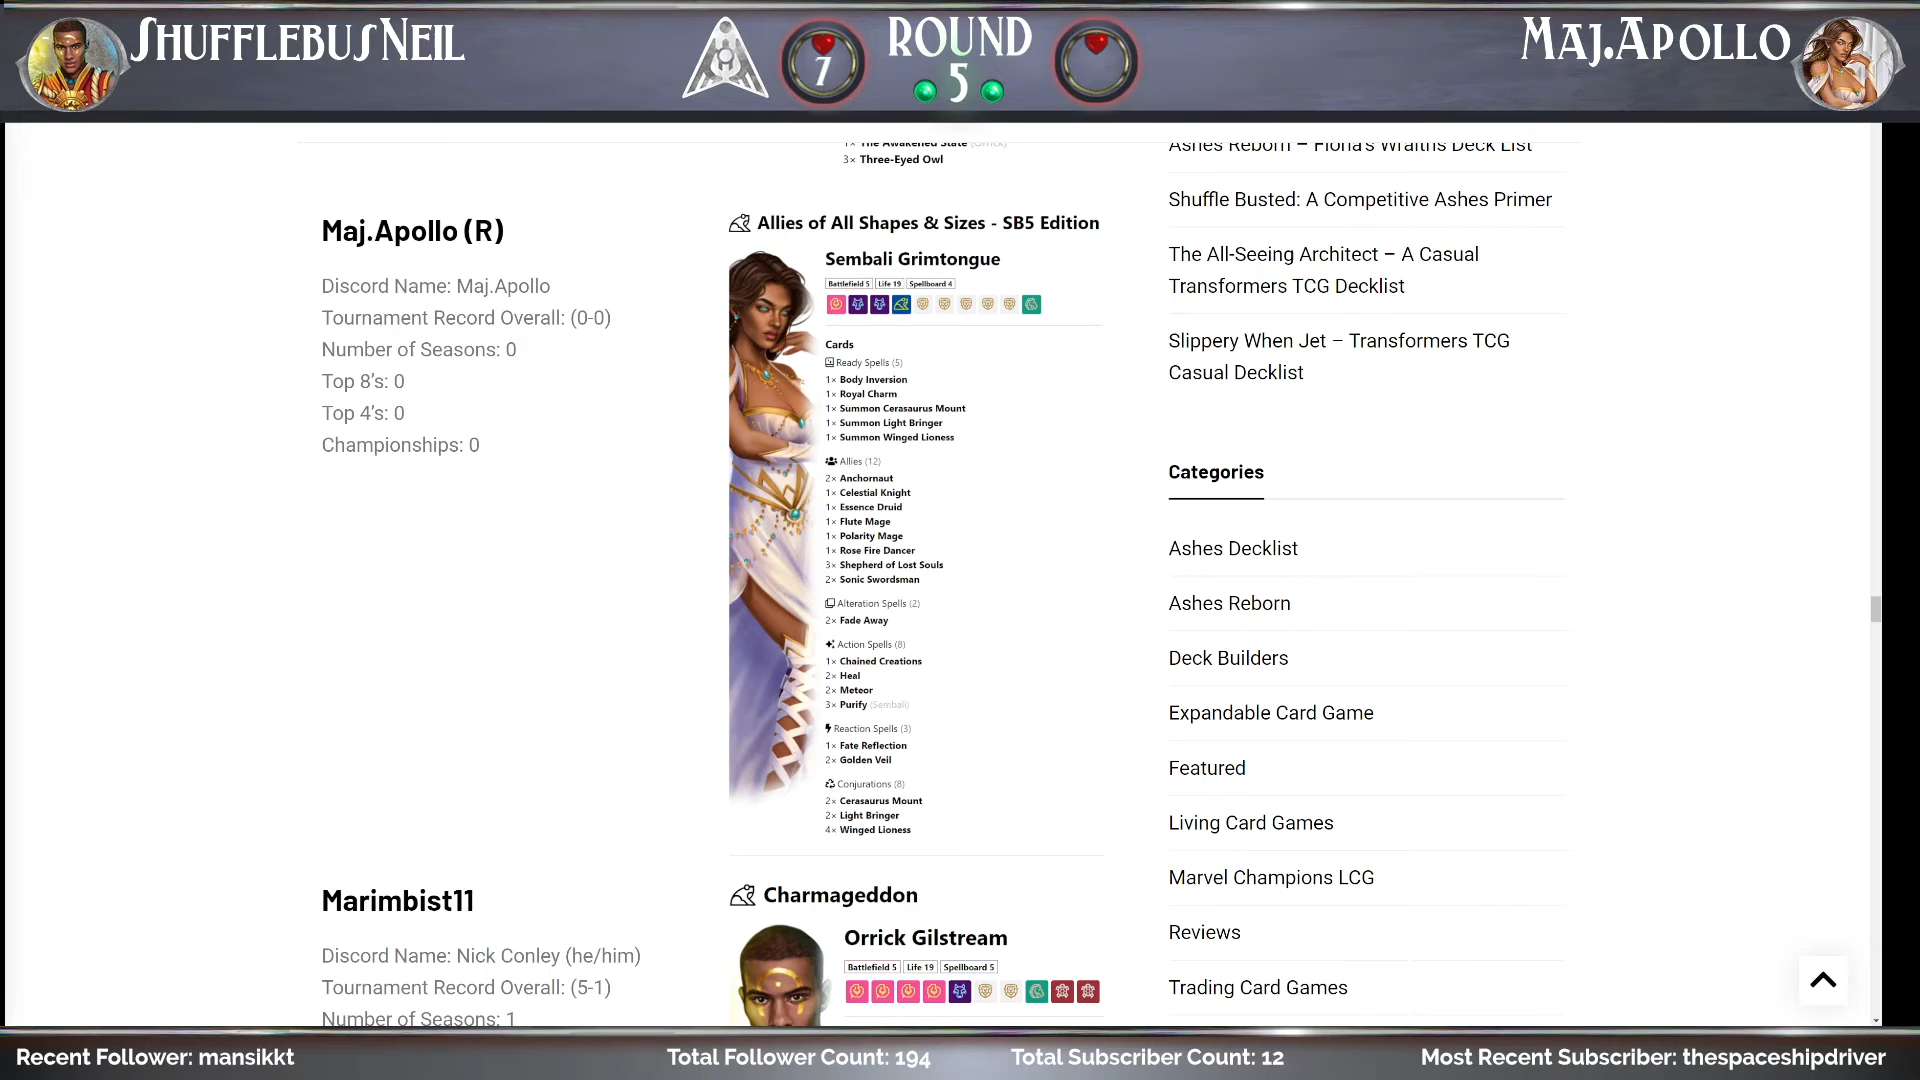 SHUFFLEBUSNEIL
7
ROUND
5
MAJ.APOLLO
1× The Awakened State (Orrick)
3× Three-Eyed Owl
Maj.Apollo (R)
Discord Name: Maj.Apollo
Tournament Record Overall: (0-0)
Number of Seasons: 0
Top 8’s: 0
Top 4’s: 0
Championships: 0
Allies of All Shapes & Sizes - SB5 Edition
Sembali Grimtongue
Battlefield 5 Life 19 Spellboard 4
Cards
Ready Spells (5)
1× Body Inversion
1× Royal Charm
1× Summon Cerasaurus Mount
1× Summon Light Bringer
1× Summon Winged Lioness
Allies (12)
2× Anchornaut
1× Celestial Knight
1× Essence Druid
1× Flute Mage
1× Polarity Mage
1× Rose Fire Dancer
3× Shepherd of Lost Souls
2× Sonic Swordsman
Alteration Spells (2)
2× Fade Away
Action Spells (8)
1× Chained Creations
2× Heal
2× Meteor
3× Purify (Sembali)
Reaction Spells (3)
1× Fate Reflection
2× Golden Veil
Conjurations (8)
2× Cerasaurus Mount
2× Light Bringer
4× Winged Lioness
Marimbist11
Discord Name: Nick Conley (he/him)
Tournament Record Overall: (5-1)
Number of Seasons: 1
Charmageddon
Orrick Gilstream
Battlefield 5 Life 19 Spellboard 5
Ashes Reborn – Fiona's Wraiths Deck List
Shuffle Busted: A Competitive Ashes Primer
The All-Seeing Architect – A Casual
Transformers TCG Decklist
Slippery When Jet – Transformers TCG
Casual Decklist
Categories
Ashes Decklist
Ashes Reborn
Deck Builders
Expandable Card Game
Featured
Living Card Games
Marvel Champions LCG
Reviews
Trading Card Games
Recent Follower: mansikkt
Total Follower Count: 194
Total Subscriber Count: 12
Most Recent Subscriber: thespaceshipdriver